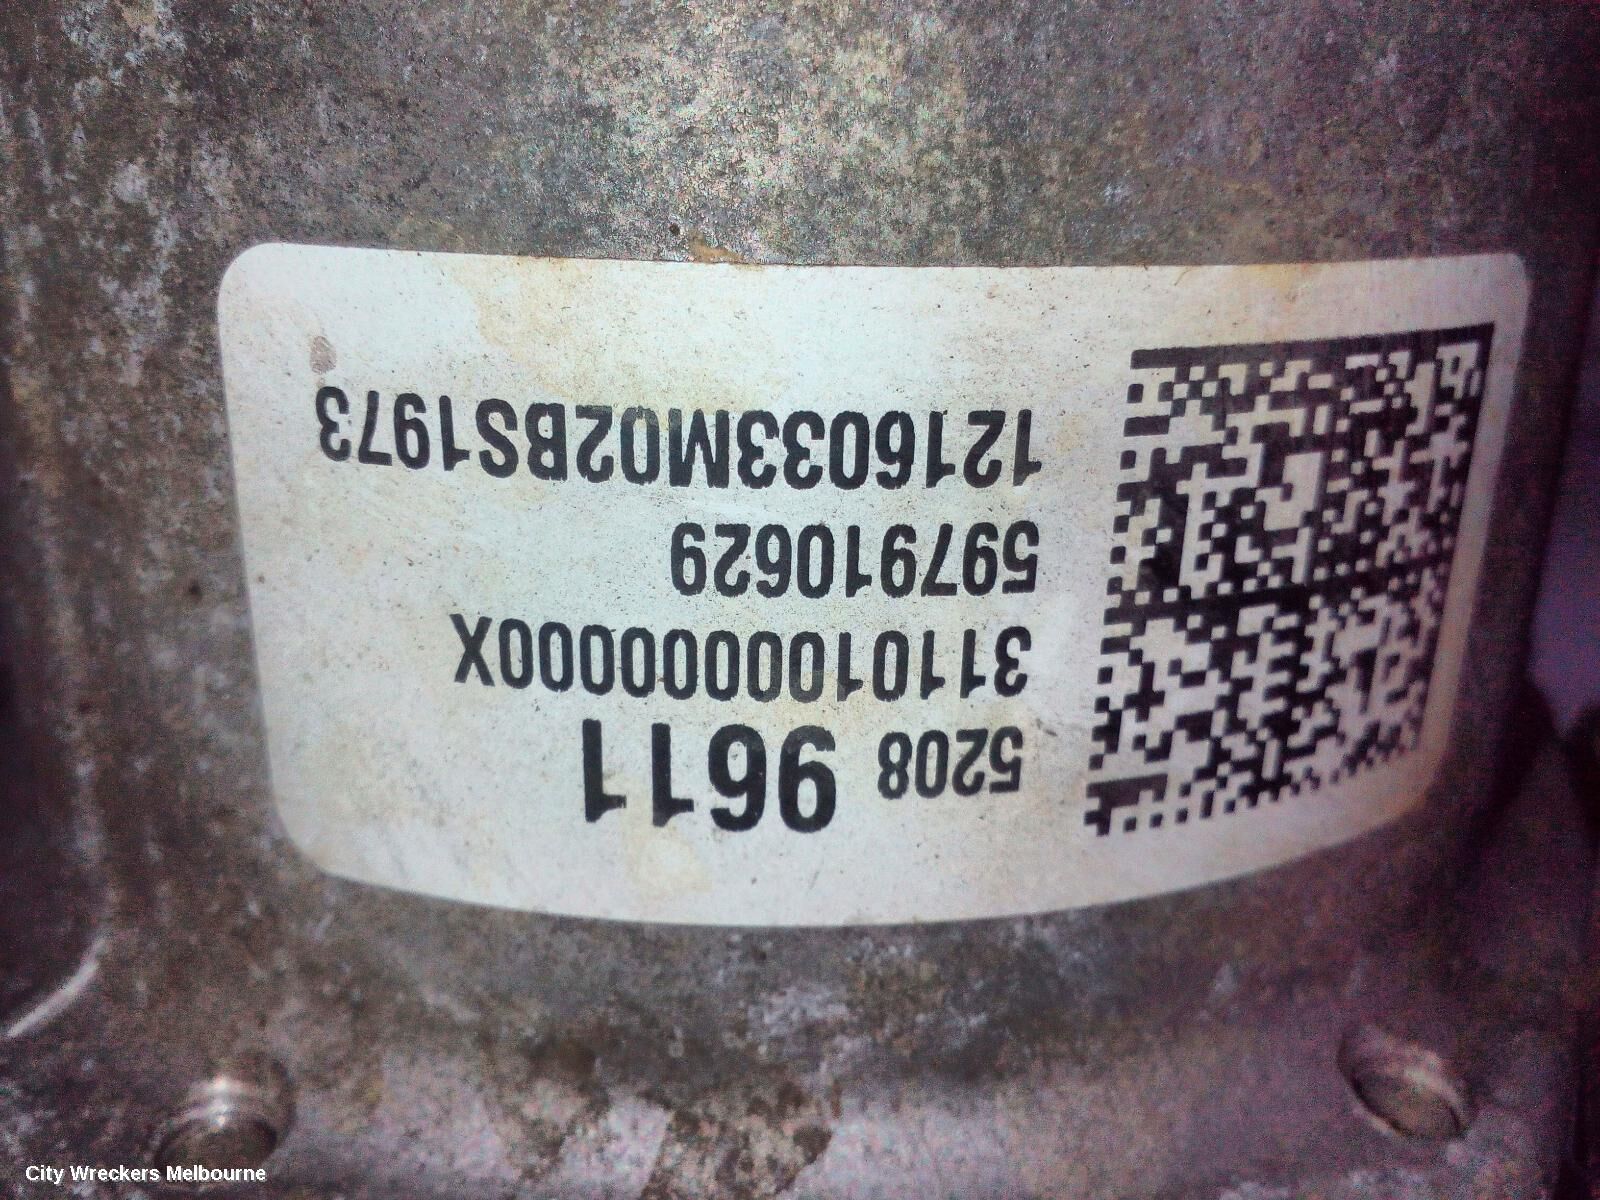 5208 9611
3110100000000X
597910629
1216033M02BS1973
City Wreckers Melbourne